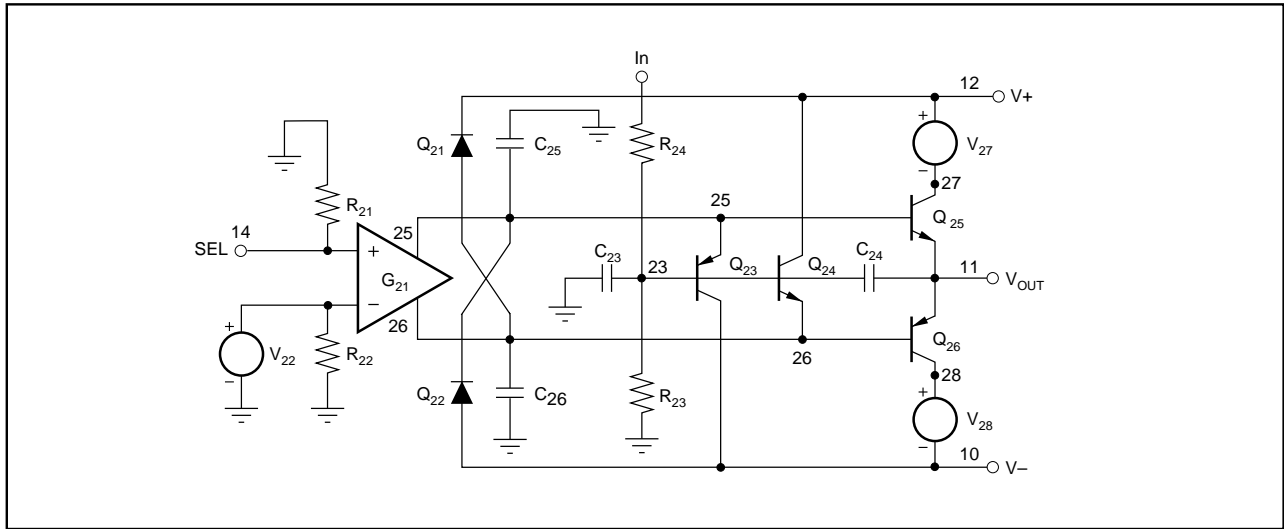 In
12
V+
+
V27
−
27
Q21
C25
R24
R21
25
Q25
SEL
14
25
+
G21
C23
23
Q23
Q24
C24
11
VOUT
−
26
+
V22
−
R22
26
Q26
28
Q22
C26
R23
+
V28
−
10
V−